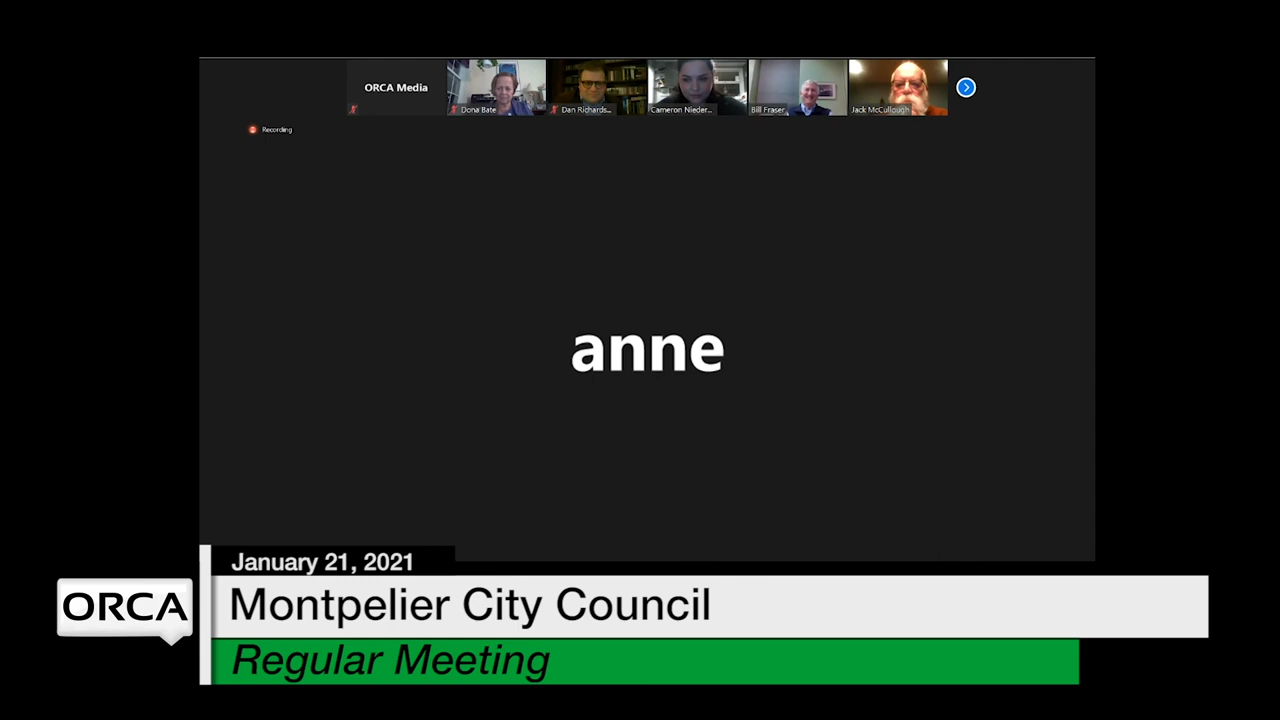 ORCA Media
Dona Bate
Dan Richards...
Cameron Nieder...
Bill Fraser
Jack McCullough
Recording
anne
January 21, 2021
ORCA
Montpelier City Council
Regular Meeting